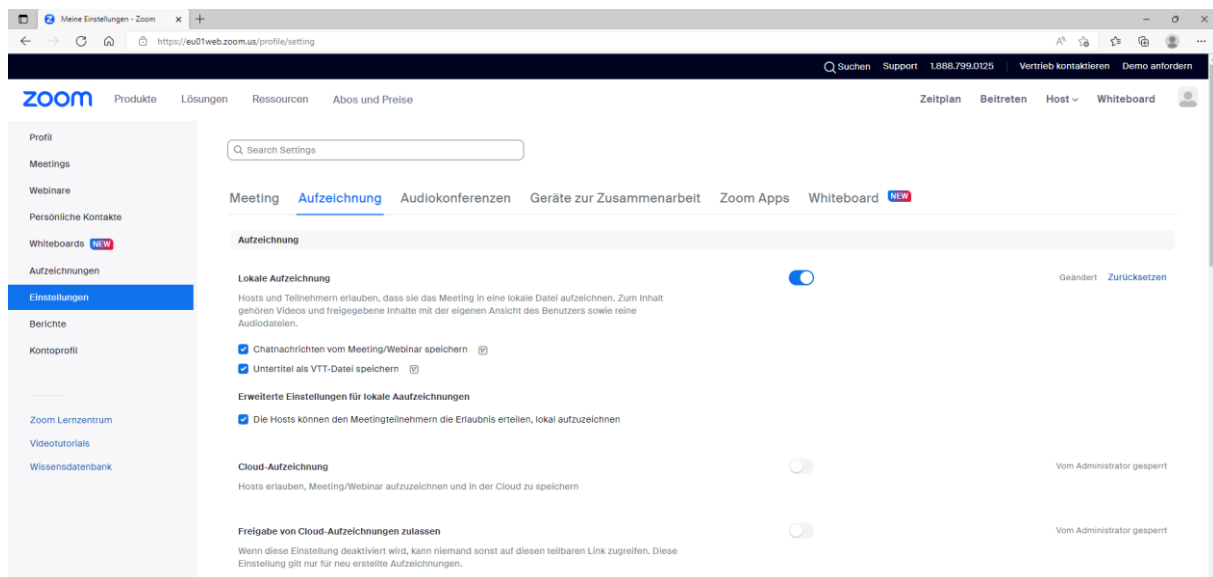 Meine Einstellungen - Zoom
https://eu01web.zoom.us/profile/setting
Suchen Support 1.888.799.0125 Vertrieb kontaktieren Demo anfordern
zoom Produkte Lösungen Ressourcen Abos und Preise Zeitplan Beitreten Host Whiteboard
Profil
Meetings
Webinare
Persönliche Kontakte
Whiteboards NEW
Aufzeichnungen
Einstellungen
Berichte
Kontoprofil
Zoom Lernzentrum
Videotutorials
Wissensdatenbank
Search Settings
Meeting Aufzeichnung Audiokonferenzen Geräte zur Zusammenarbeit Zoom Apps Whiteboard NEW
Aufzeichnung
Lokale Aufzeichnung Geändert Zurücksetzen
Hosts und Teilnehmern erlauben, dass sie das Meeting in eine lokale Datei aufzeichnen. Zum Inhalt
gehören Videos und freigegebene Inhalte mit der eigenen Ansicht des Benutzers sowie reine
Audiodateien.
Chatnachrichten vom Meeting/Webinar speichern
Untertitel als VTT-Datei speichern
Erweiterte Einstellungen für lokale Aaufzeichnungen
Die Hosts können den Meetingteilnehmern die Erlaubnis erteilen, lokal aufzuzeichnen
Cloud-Aufzeichnung Vom Administrator gesperrt
Hosts erlauben, Meeting/Webinar aufzuzeichnen und in der Cloud zu speichern
Freigabe von Cloud-Aufzeichnungen zulassen Vom Administrator gesperrt
Wenn diese Einstellung deaktiviert wird, kann niemand sonst auf diesen teilbaren Link zugreifen. Diese
Einstellung gilt nur für neu erstellte Aufzeichnungen.